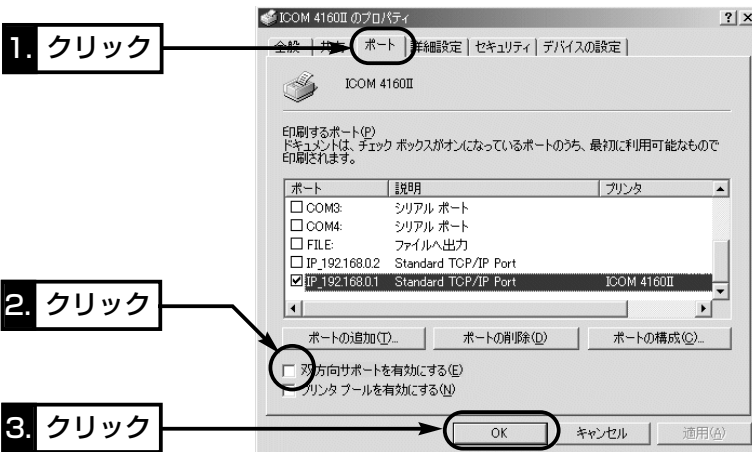 ICOM 4160II のプロパティ
1. クリック
全般 共有 ポート 詳細設定 セキュリティ デバイスの設定
ICOM 4160II
印刷するポート(P)
ドキュメントは、チェック ボックスがオンになっているポートのうち、最初に利用可能なもので
印刷されます。
ポート 説明 プリンタ
COM3: シリアル ポート
COM4: シリアル ポート
FILE: ファイルへ出力
IP_192.168.0.2 Standard TCP/IP Port
IP_192.168.0.1 Standard TCP/IP Port ICOM 4160II
2. クリック
ポートの追加(T)... ポートの削除(D) ポートの構成(C)...
双方向サポートを有効にする(E)
プリンタ プールを有効にする(N)
3. クリック
OK キャンセル 適用(A)